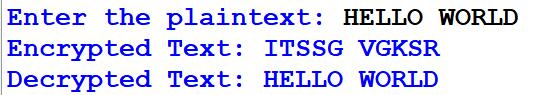 Enter the plaintext: HELLO WORLD
Encrypted Text: ITSSG VGKSR
Decrypted Text: HELLO WORLD